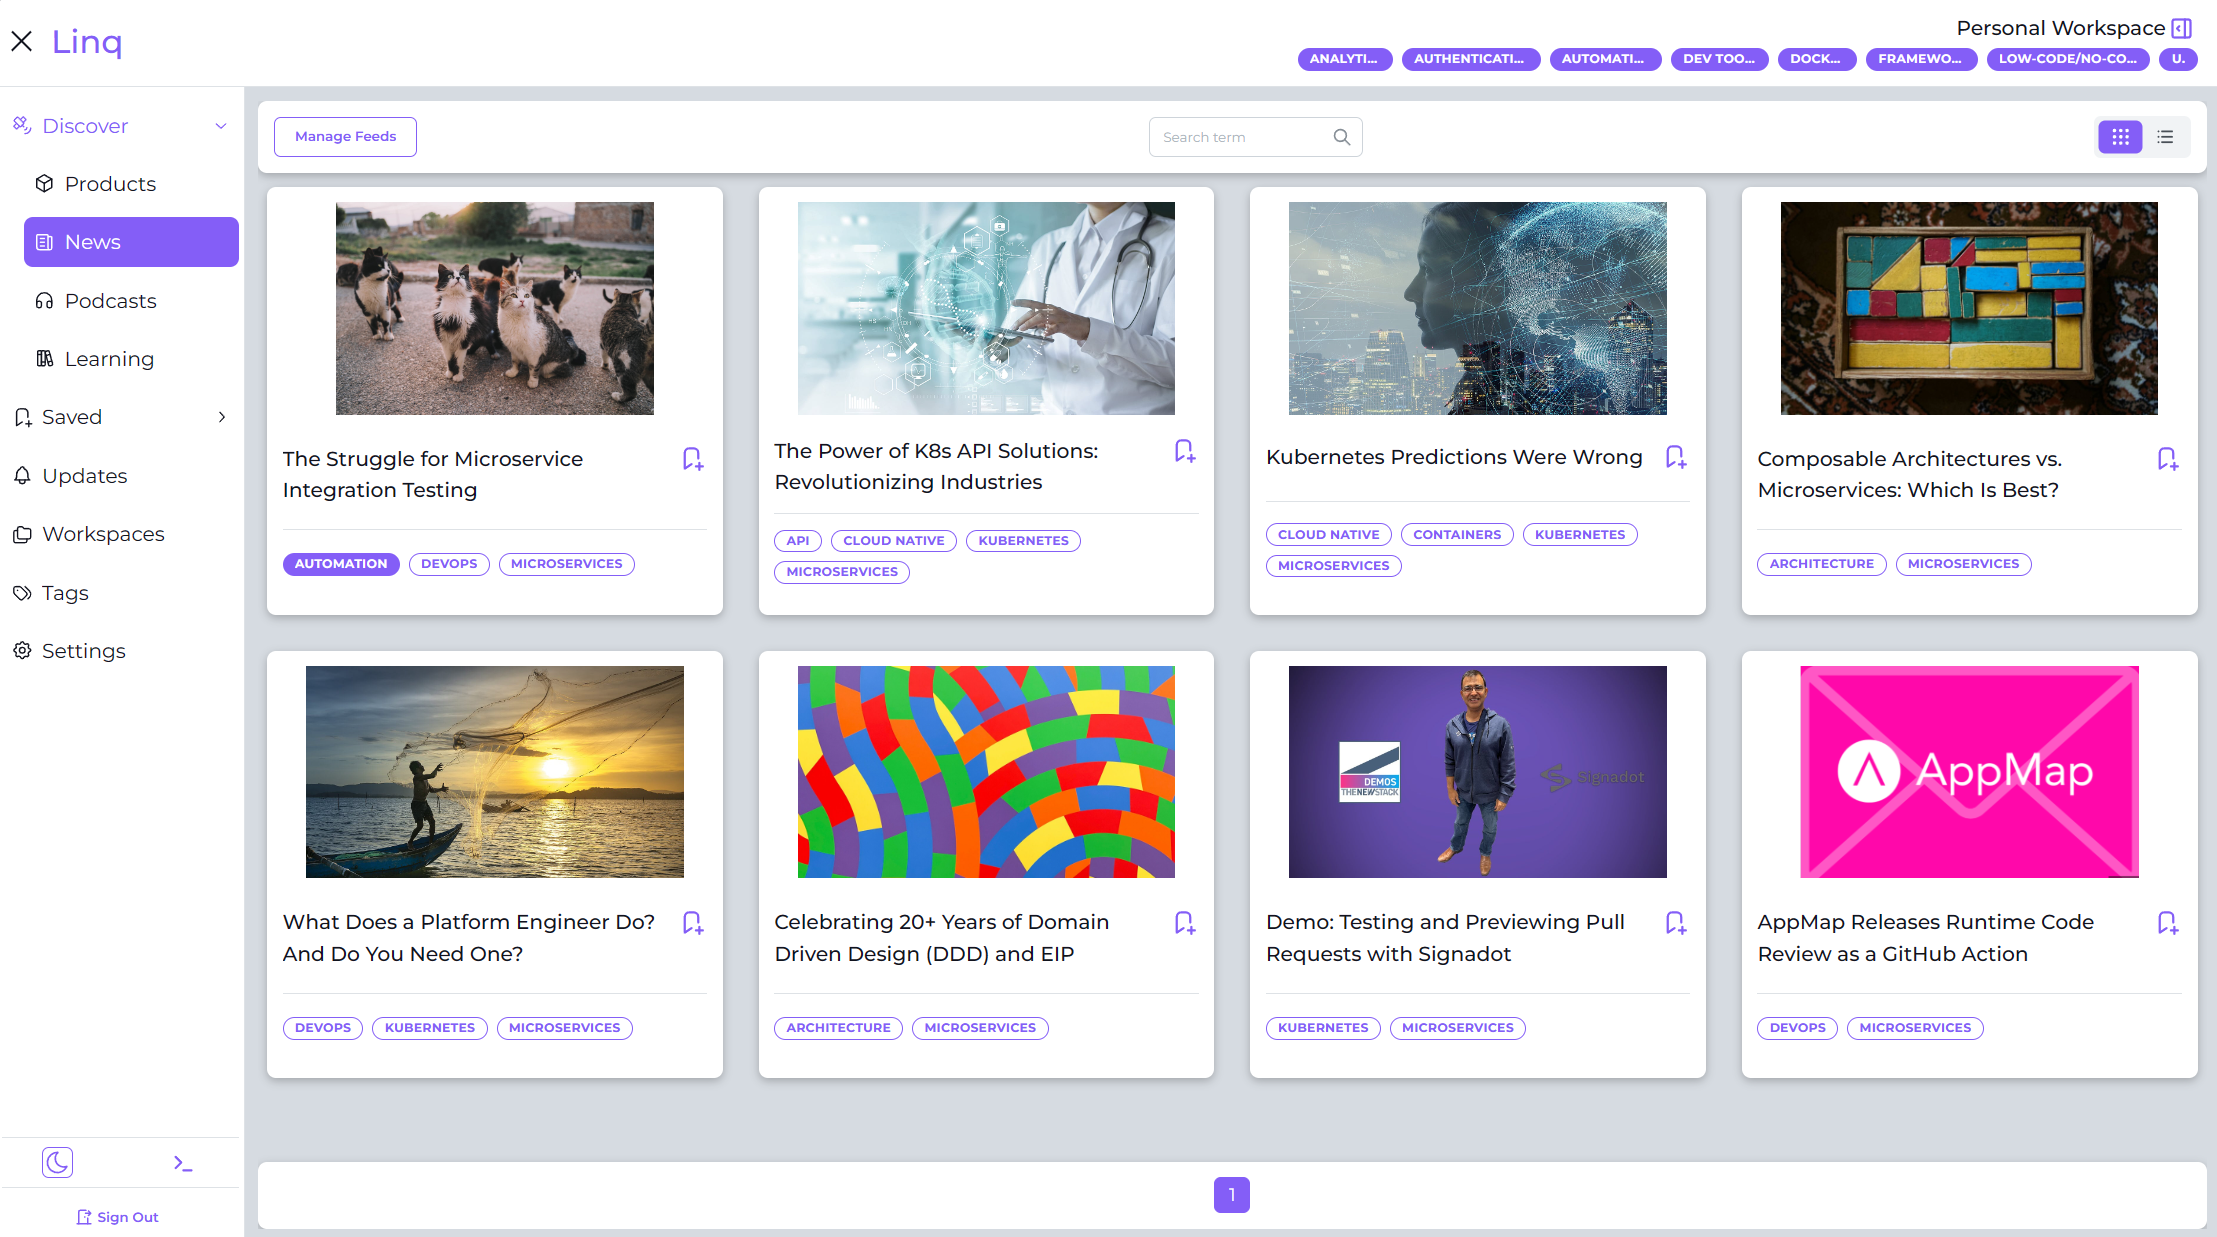 Linq
Personal Workspace
ANALYTI...
AUTHENTICATI...
AUTOMATI...
DEV TOO...
DOCK...
FRAMEWO...
LOW-CODE/NO-CO...
U.
Discover
Products
News
Podcasts
Learning
Saved
Updates
Workspaces
Tags
Settings
Sign Out
Manage Feeds
Search term
The Struggle for Microservice
Integration Testing
AUTOMATION
DEVOPS
MICROSERVICES
The Power of K8s API Solutions:
Revolutionizing Industries
API
CLOUD NATIVE
KUBERNETES
MICROSERVICES
Kubernetes Predictions Were Wrong
CLOUD NATIVE
CONTAINERS
KUBERNETES
MICROSERVICES
Composable Architectures vs.
Microservices: Which Is Best?
ARCHITECTURE
MICROSERVICES
What Does a Platform Engineer Do?
And Do You Need One?
DEVOPS
KUBERNETES
MICROSERVICES
Celebrating 20+ Years of Domain
Driven Design (DDD) and EIP
ARCHITECTURE
MICROSERVICES
DEMOS
THENEWSTACK
Signadot
Demo: Testing and Previewing Pull
Requests with Signadot
KUBERNETES
MICROSERVICES
AppMap
AppMap Releases Runtime Code
Review as a GitHub Action
DEVOPS
MICROSERVICES
1